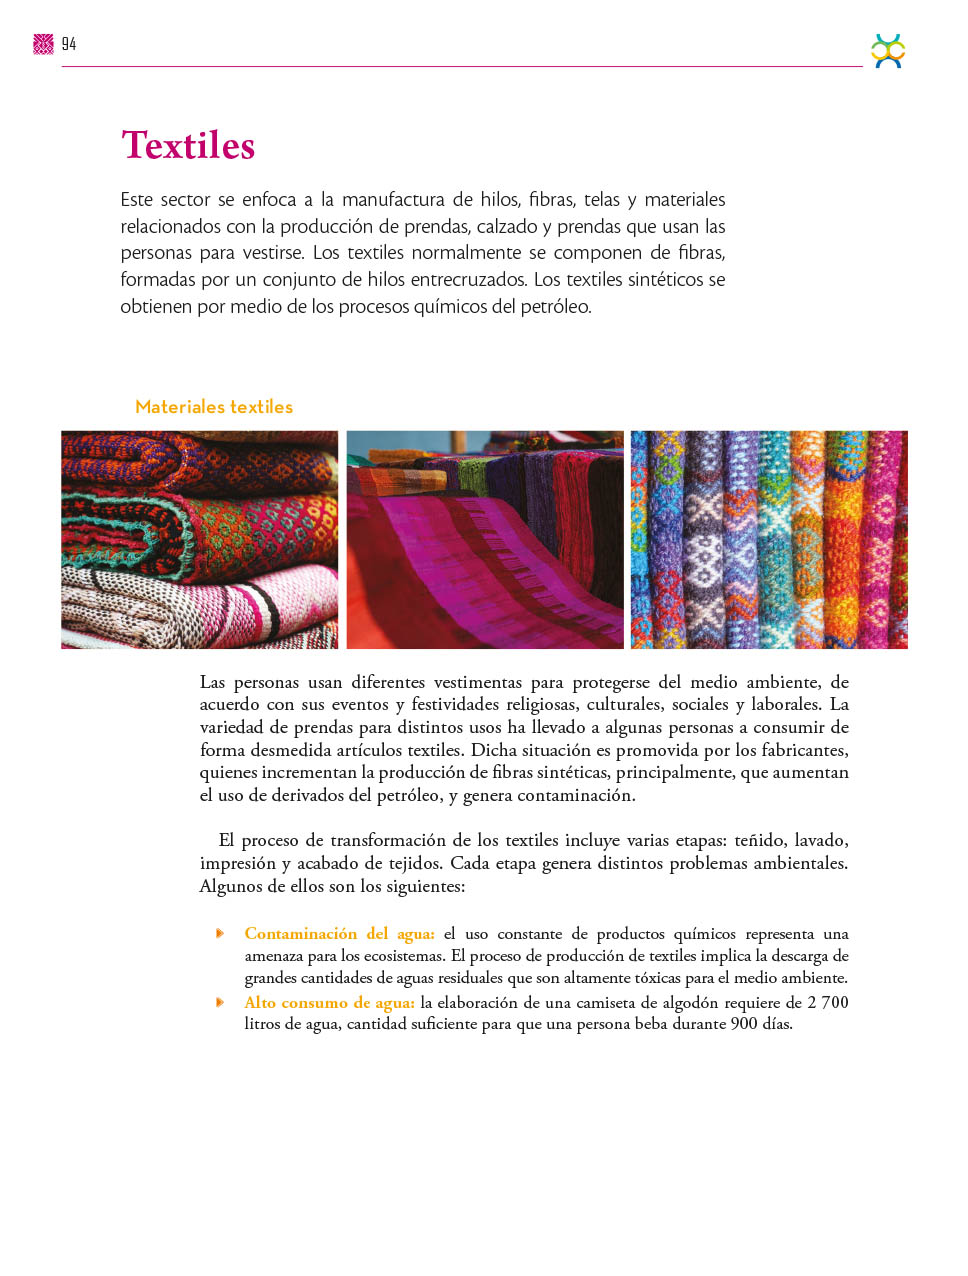 94
Textiles
Este sector se enfoca a la manufactura de hilos, fibras, telas y materiales
relacionados con la producción de prendas, calzado y prendas que usan las
personas para vestirse. Los textiles normalmente se componen de fibras,
formadas por un conjunto de hilos entrecruzados. Los textiles sintéticos se
obtienen por medio de los procesos químicos del petróleo.
Materiales textiles
Las personas usan diferentes vestimentas para protegerse del medio ambiente, de
acuerdo con sus eventos y festividades religiosas, culturales, sociales y laborales. La
variedad de prendas para distintos usos ha llevado a algunas personas a consumir de
forma desmedida artículos textiles. Dicha situación es promovida por los fabricantes,
quienes incrementan la producción de fibras sintéticas, principalmente, que aumentan
el uso de derivados del petróleo, y genera contaminación.
El proceso de transformación de los textiles incluye varias etapas: teñido, lavado,
impresión y acabado de tejidos. Cada etapa genera distintos problemas ambientales.
Algunos de ellos son los siguientes:
Contaminación del agua: el uso constante de productos químicos representa una
amenaza para los ecosistemas. El proceso de producción de textiles implica la descarga de
grandes cantidades de aguas residuales que son altamente tóxicas para el medio ambiente.
Alto consumo de agua: la elaboración de una camiseta de algodón requiere de 2 700
litros de agua, cantidad suficiente para que una persona beba durante 900 días.